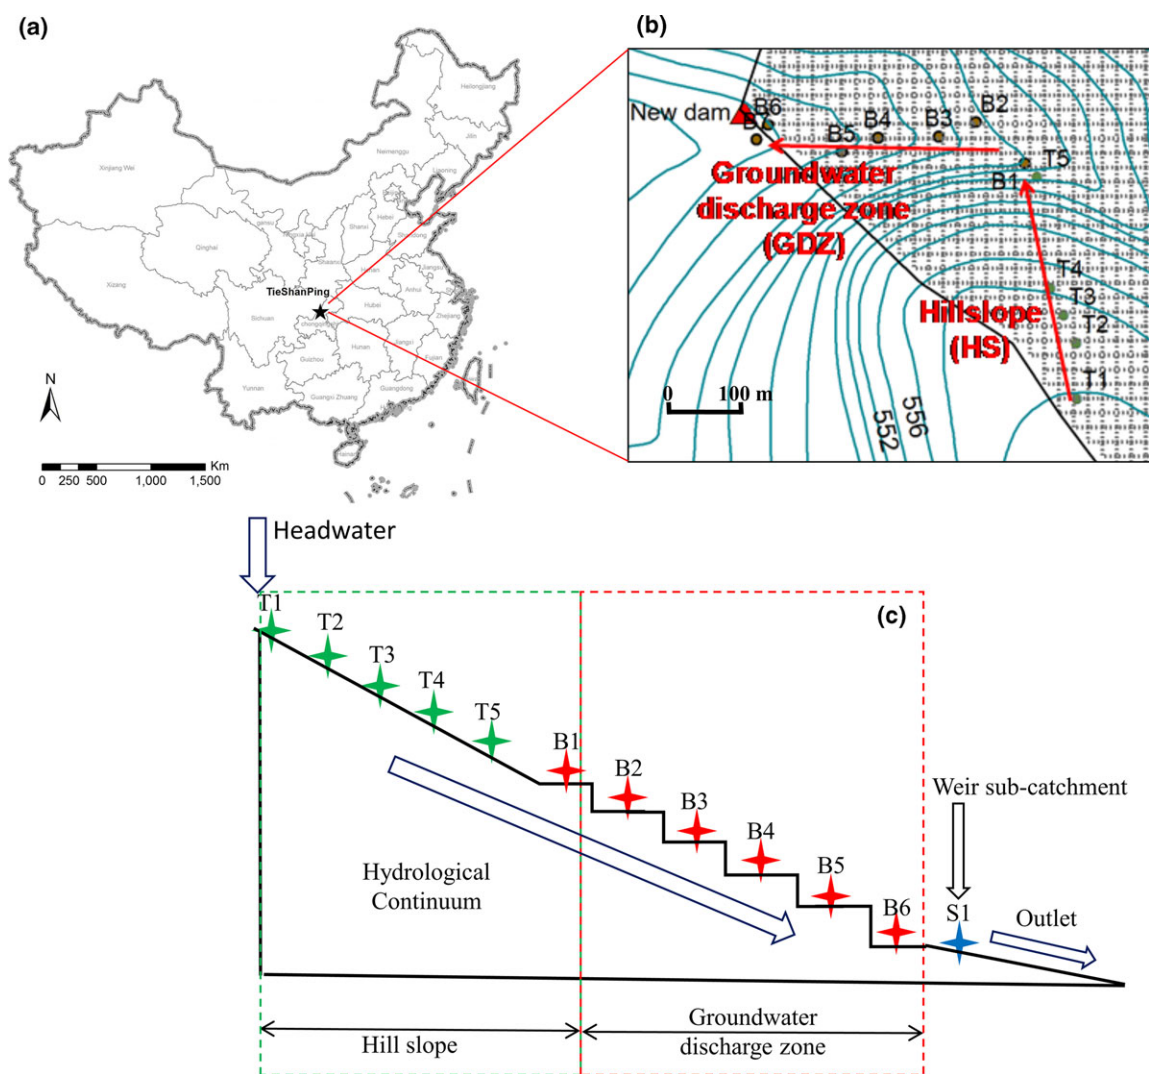 (a)
Heilongjiang
Jilin
Xinjiang Wei
Neimenggu
Liaoning
Hebei
Shanxi
Shandong
Qinghai
Shaanxi
Henan
Jiangsu
TieShanPing
Xizang
Hubei
Anhui
Sichuan
Zhejiang
Hunan
Jiangxi
Guizhou
Fujian
Yunnan
Guangxi Zhuang
Guangdong
Hainan
N
Km
0 250 500 1,000 1,500
(b)
New dam
B6
B7
B5
B4
B3
B2
T5
B1
Groundwater
discharge zone
(GDZ)
T4
T3
T2
T1
Hillslope
(HS)
0 100 m
552
556
Headwater
(c)
T1
T2
T3
T4
T5
B1
B2
B3
B4
B5
B6
Weir sub-catchment
S1
Outlet
Hydrological
Continuum
Hill slope
Groundwater
discharge zone